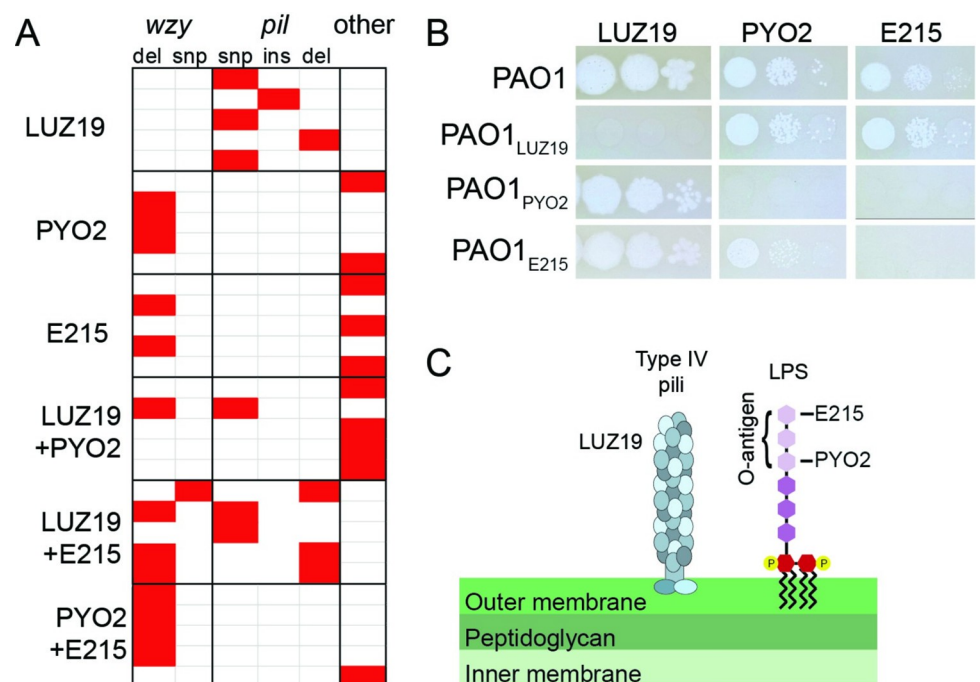 A
wzy pil other
del snp snp ins del
LUZ19
PYO2
E215
LUZ19
+PYO2
LUZ19
+E215
PYO2
+E215
B
LUZ19 PYO2 E215
PAO1
PAO1LUZ19
PAO1PYO2
PAO1E215
C
Type IV
pili
LPS
LUZ19
O-antigen
E215
PYO2
P P
Outer membrane
Peptidoglycan
Inner membrane